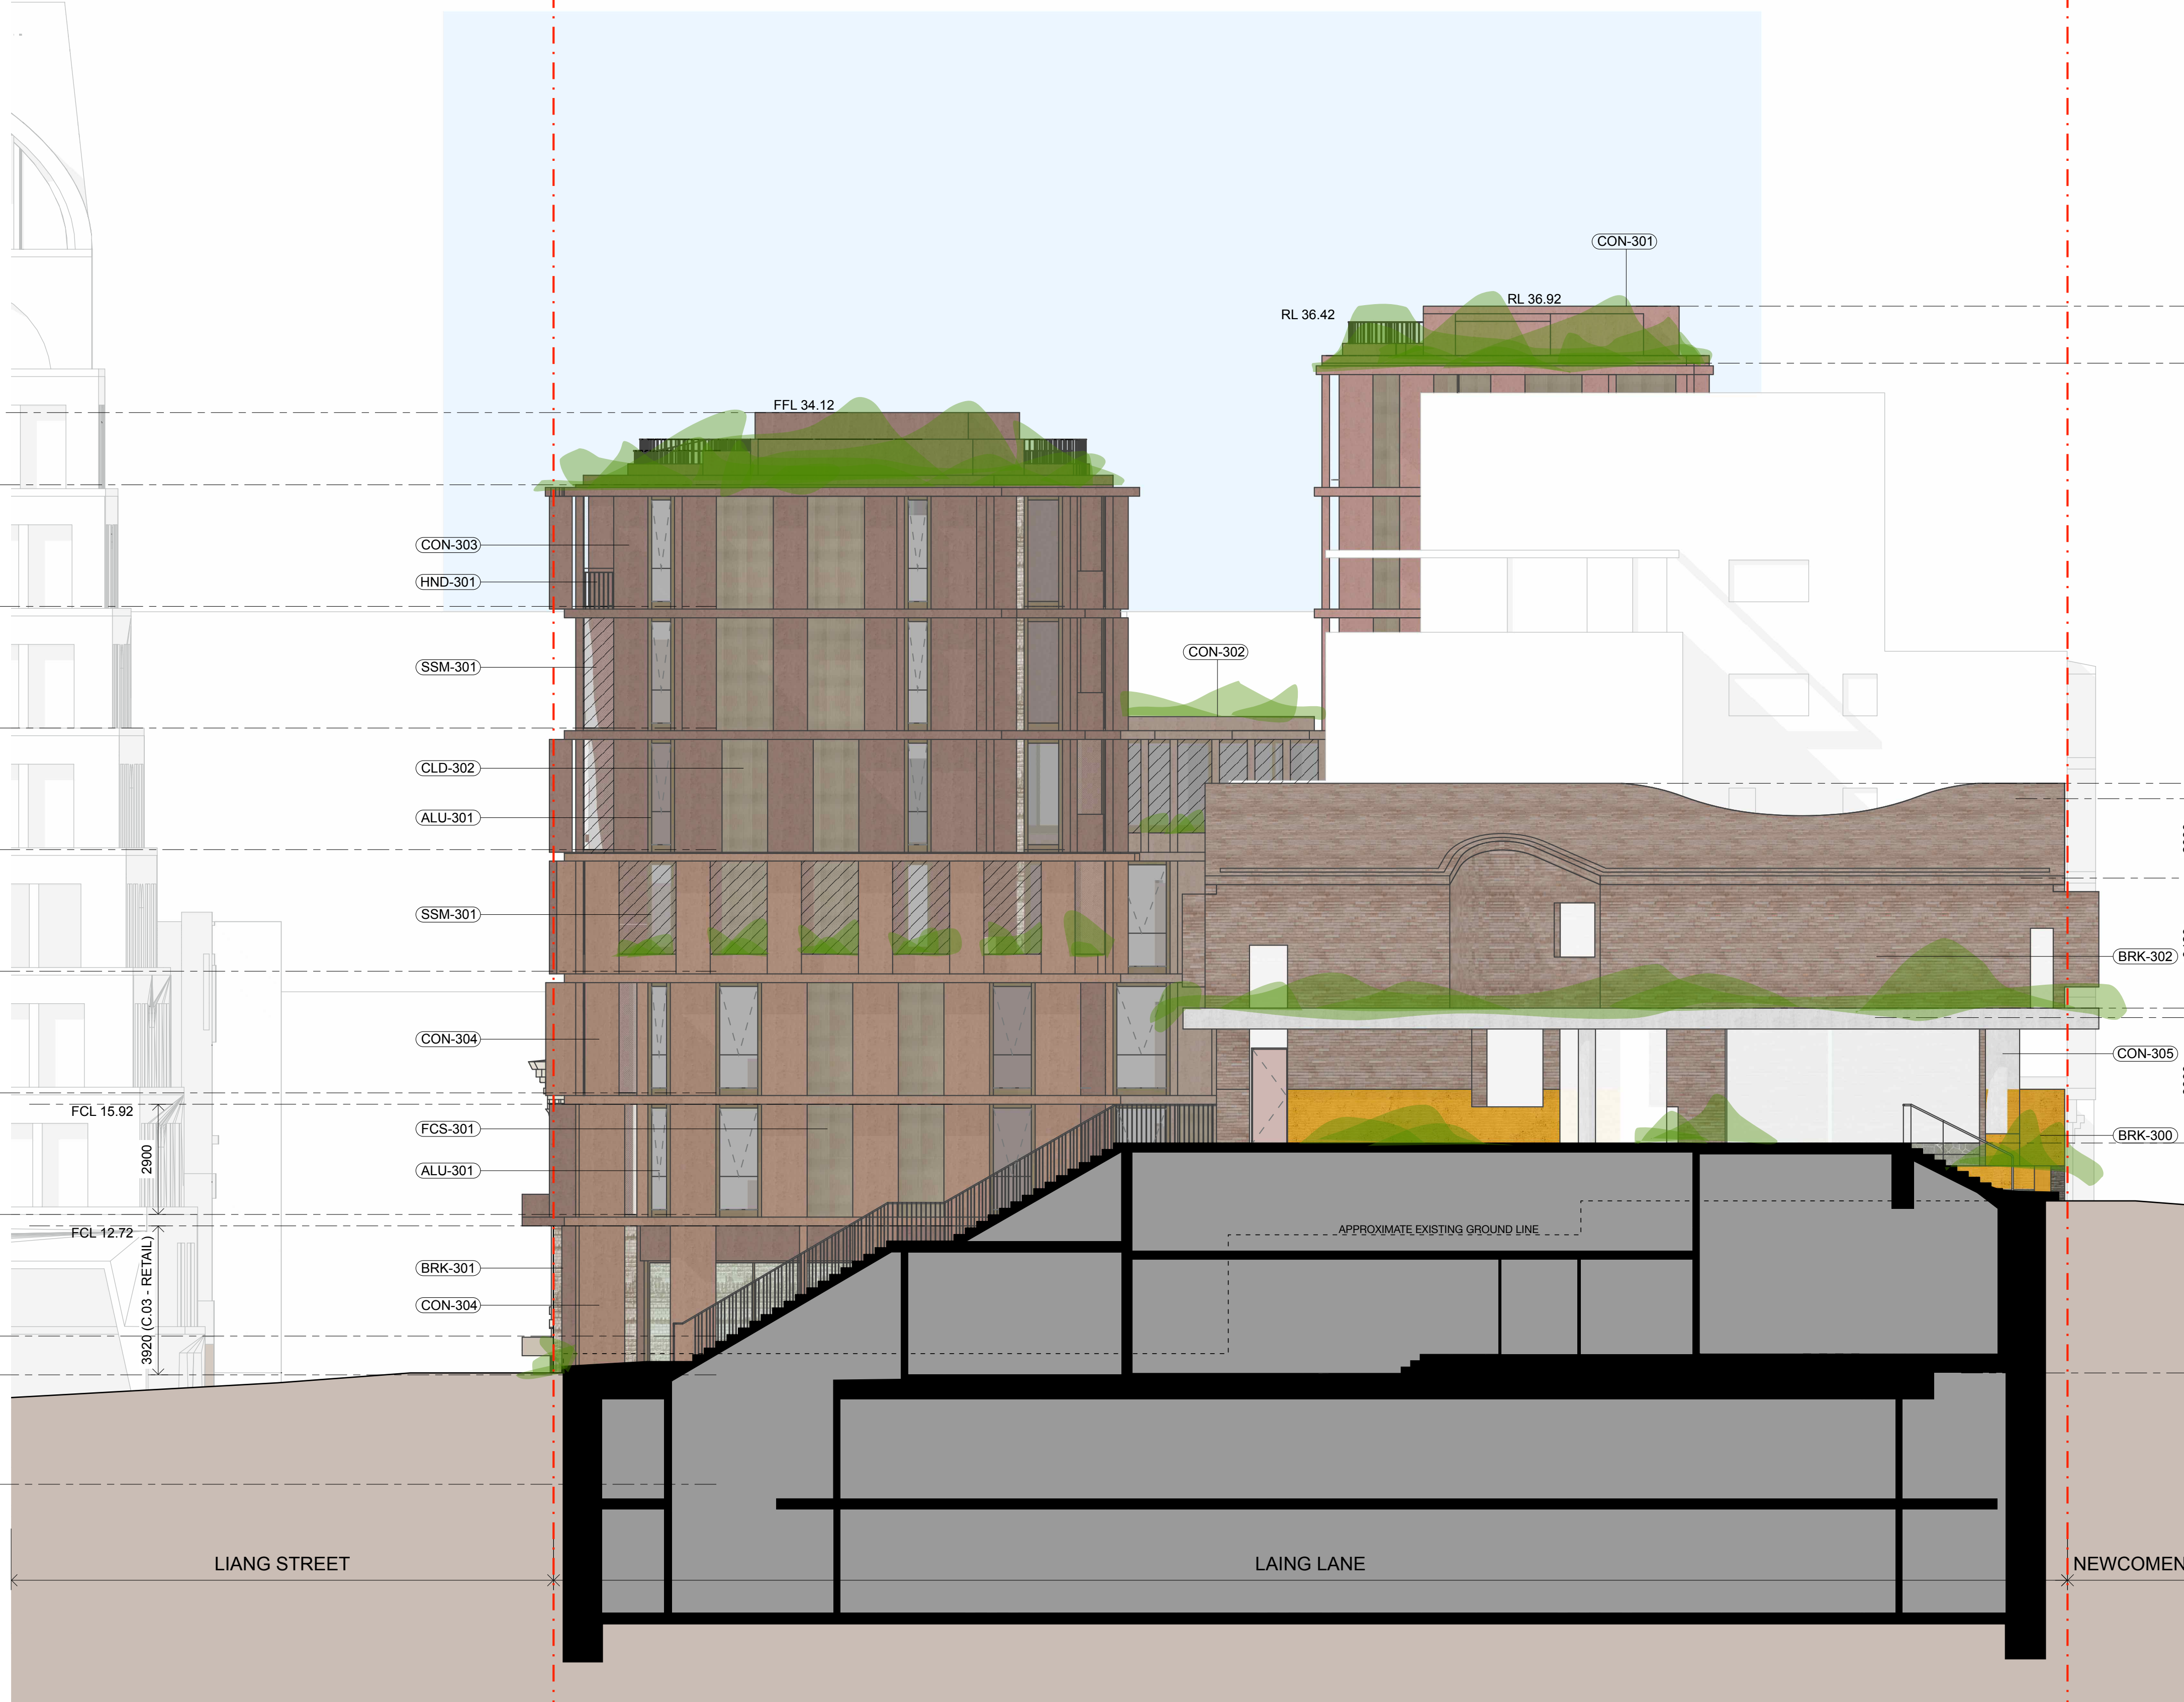 CON-301
RL 36.92
RL 36.42
FFL 34.12
CON-303
HND-301
SSM-301
CON-302
CLD-302
ALU-301
SSM-301
BRK-302
CON-304
CON-305
FCL 15.92
FCS-301
BRK-300
2900
ALU-301
FCL 12.72
APPROXIMATE EXISTING GROUND LINE
3920 (C.03 - RETAIL)
BRK-301
CON-304
LIANG STREET
LAING LANE
NEWCOMEN